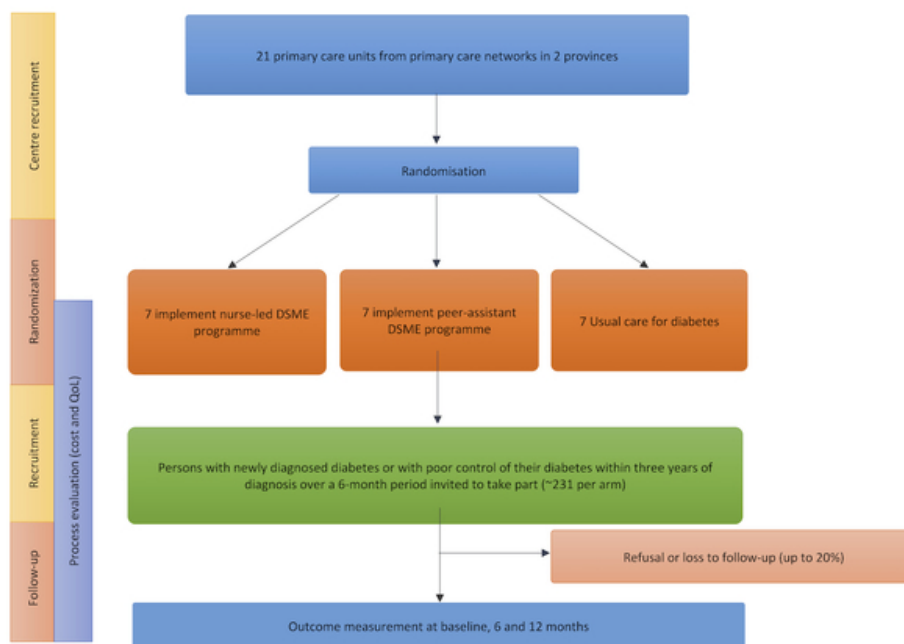 21 primary care units from primary care networks in 2 provinces
Centre recruitment
Randomisation
Randomization
7 implement nurse-led DSME
programme
7 implement peer-assistant
DSME programme
7 Usual care for diabetes
Process evaluation (cost and QoL)
Recruitment
Persons with newly diagnosed diabetes or with poor control of their diabetes within three years of
diagnosis over a 6-month period invited to take part (~231 per arm)
Follow-up
Refusal or loss to follow-up (up to 20%)
Outcome measurement at baseline, 6 and 12 months